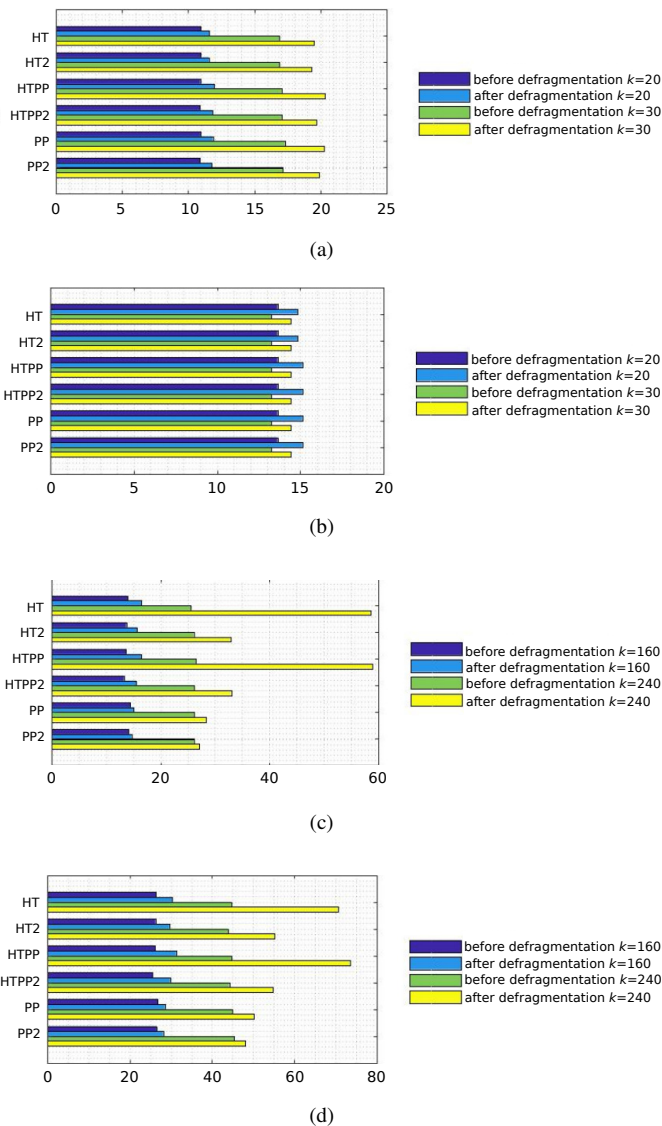 HT
HT2
HTPP
HTPP2
PP
PP2
0 5 10 15 20 25
before defragmentation k=20
after defragmentation k=20
before defragmentation k=30
after defragmentation k=30
(a)
HT
HT2
HTPP
HTPP2
PP
PP2
0 5 10 15 20
before defragmentation k=20
after defragmentation k=20
before defragmentation k=30
after defragmentation k=30
(b)
HT
HT2
HTPP
HTPP2
PP
PP2
0 20 40 60
before defragmentation k=160
after defragmentation k=160
before defragmentation k=240
after defragmentation k=240
(c)
HT
HT2
HTPP
HTPP2
PP
PP2
0 20 40 60 80
before defragmentation k=160
after defragmentation k=160
before defragmentation k=240
after defragmentation k=240
(d)